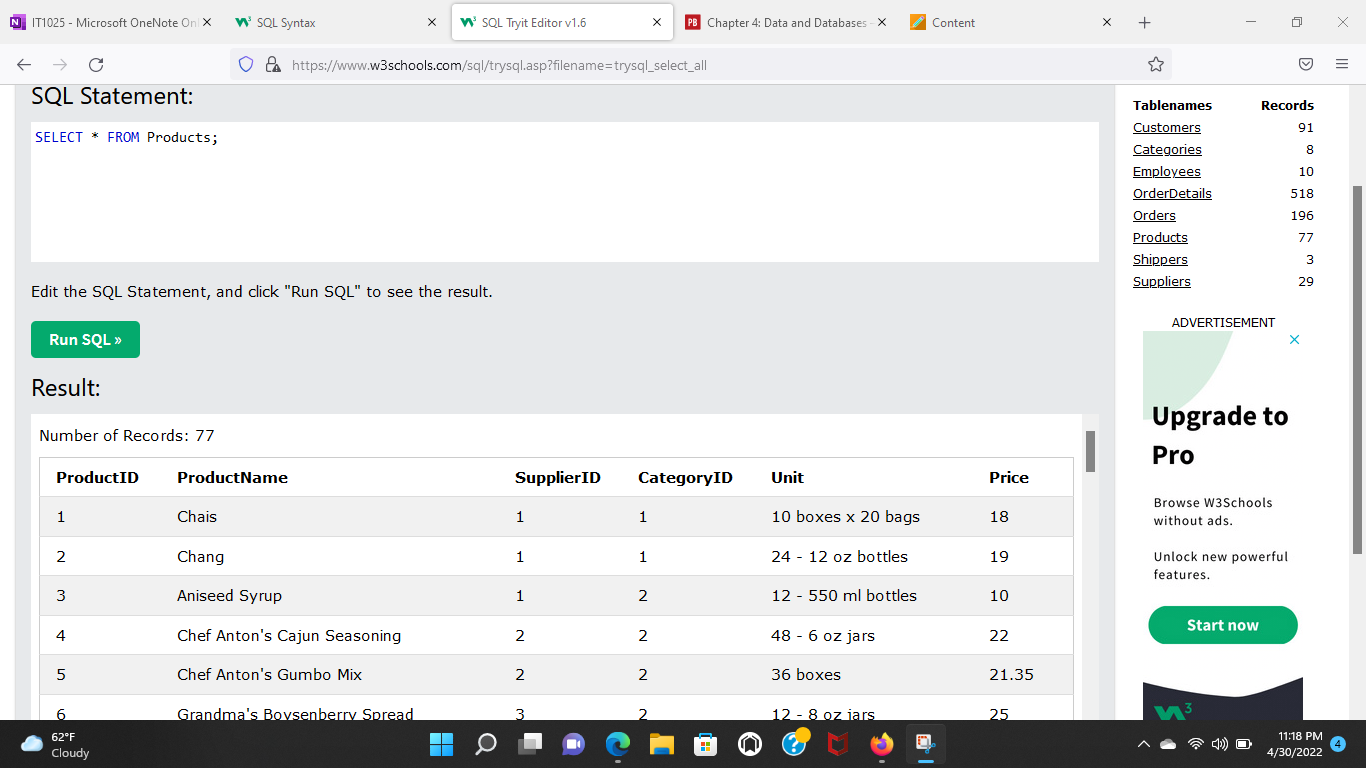 IT1025 - Microsoft OneNote Onl
SQL Syntax
SQL Tryit Editor v1.6
Chapter 4: Data and Databases –
Content
https://www.w3schools.com/sql/trysql.asp?filename=trysql_select_all
SQL Statement:
SELECT * FROM Products;
Edit the SQL Statement, and click "Run SQL" to see the result.
Run SQL »
Result:
Number of Records: 77
ProductID ProductName SupplierID CategoryID Unit Price
1 Chais 1 1 10 boxes x 20 bags 18
2 Chang 1 1 24 - 12 oz bottles 19
3 Aniseed Syrup 1 2 12 - 550 ml bottles 10
4 Chef Anton's Cajun Seasoning 2 2 48 - 6 oz jars 22
5 Chef Anton's Gumbo Mix 2 2 36 boxes 21.35
6 Grandma's Boysenberry Spread 3 2 12 - 8 oz jars 25
Tablenames Records
Customers 91
Categories 8
Employees 10
OrderDetails 518
Orders 196
Products 77
Shippers 3
Suppliers 29
ADVERTISEMENT
Upgrade to
Pro
Browse W3Schools
without ads.
Unlock new powerful
features.
Start now
62°F
Cloudy
11:18 PM
4/30/2022
4